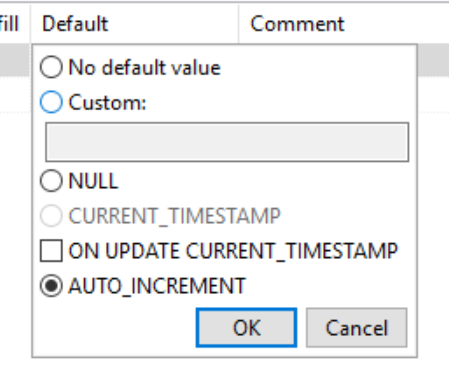 fill Default Comment
No default value
Custom:
NULL
CURRENT_TIMESTAMP
ON UPDATE CURRENT_TIMESTAMP
AUTO_INCREMENT
OK Cancel